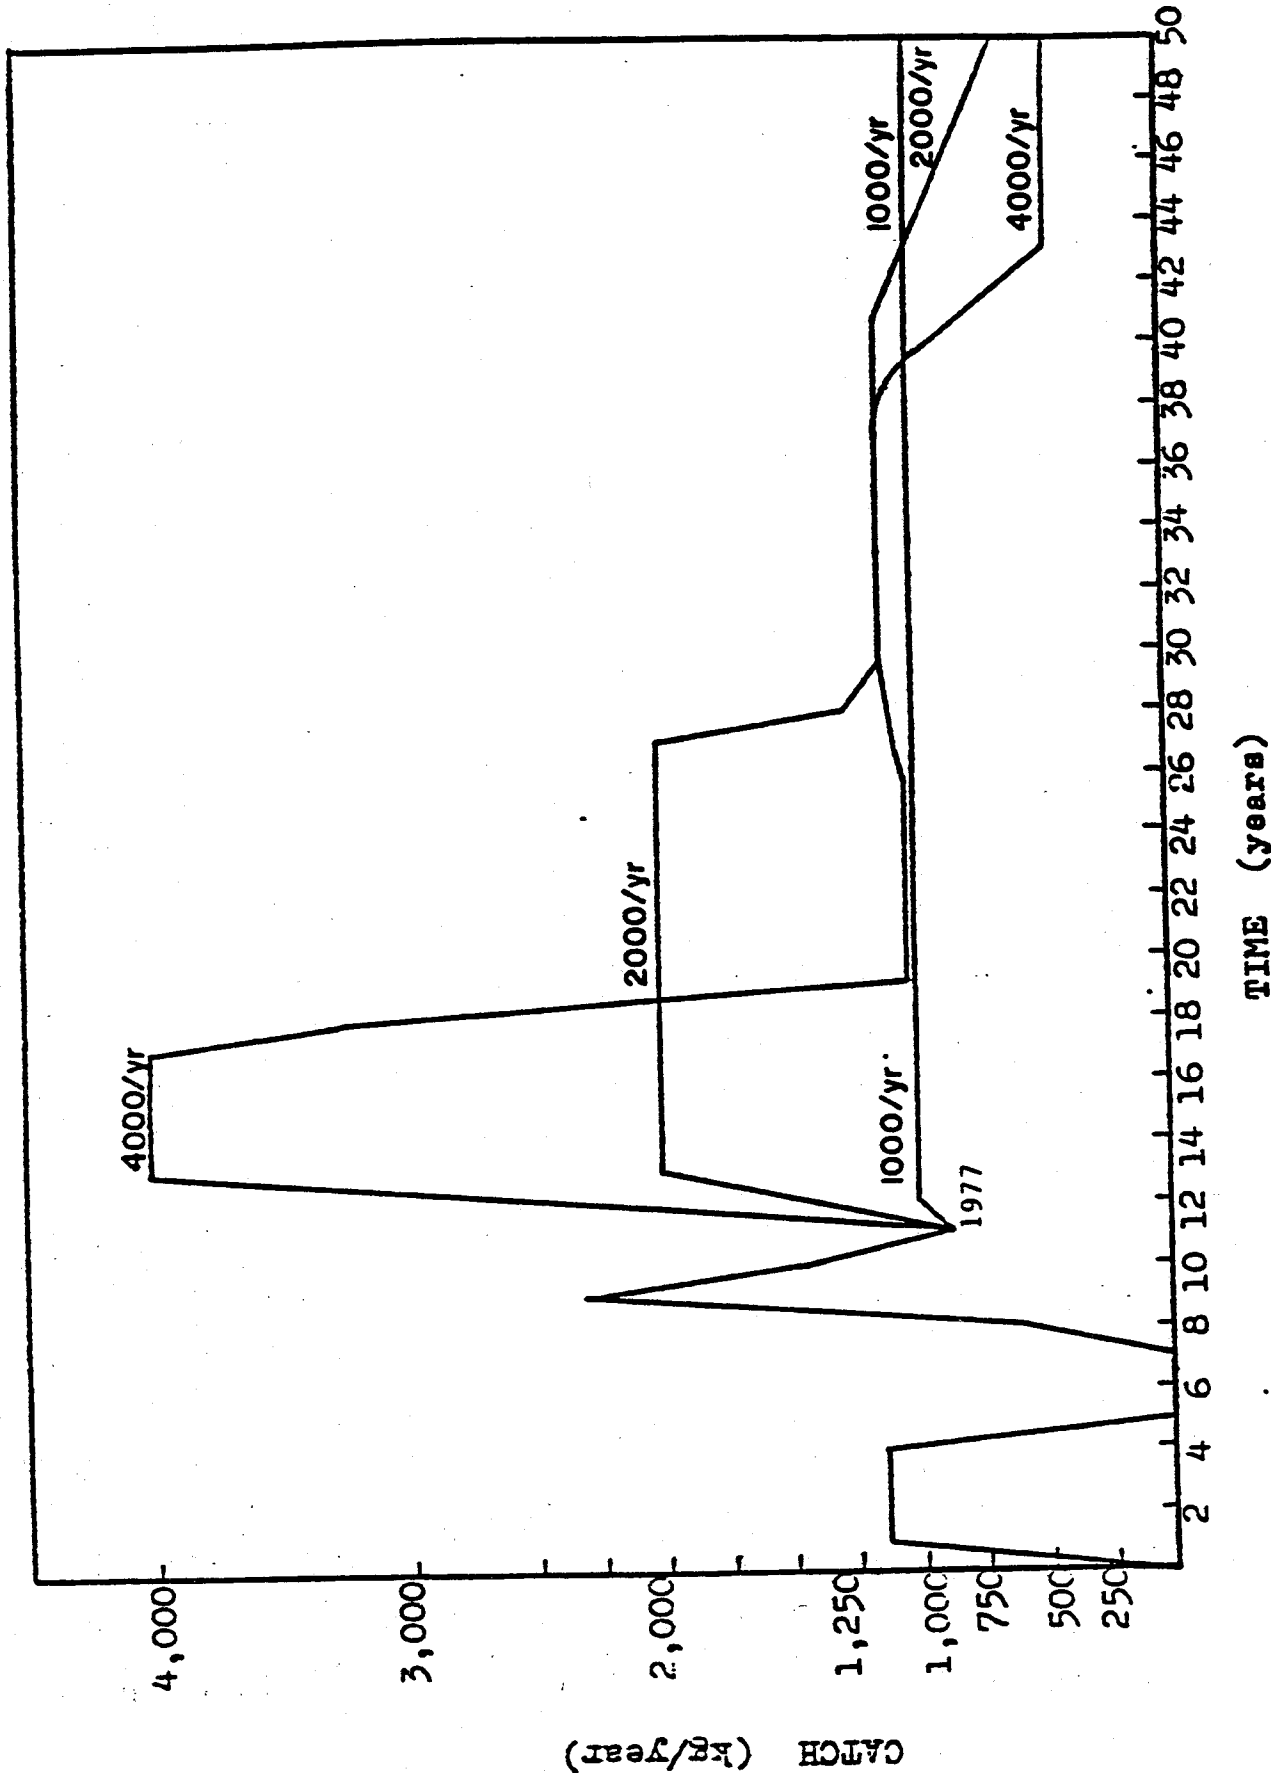 CATCH (kg/year)
4,000
3,000
2,000
1,250
1,000
750
500
250
4000/yr
2000/yr
1000/yr
1977
1000/yr
2000/yr
4000/yr
2 4 6 8 10 12 14 16 18 20 22 24 26 28 30 32 34 36 38 40 42 44 46 48 50
TIME (years)